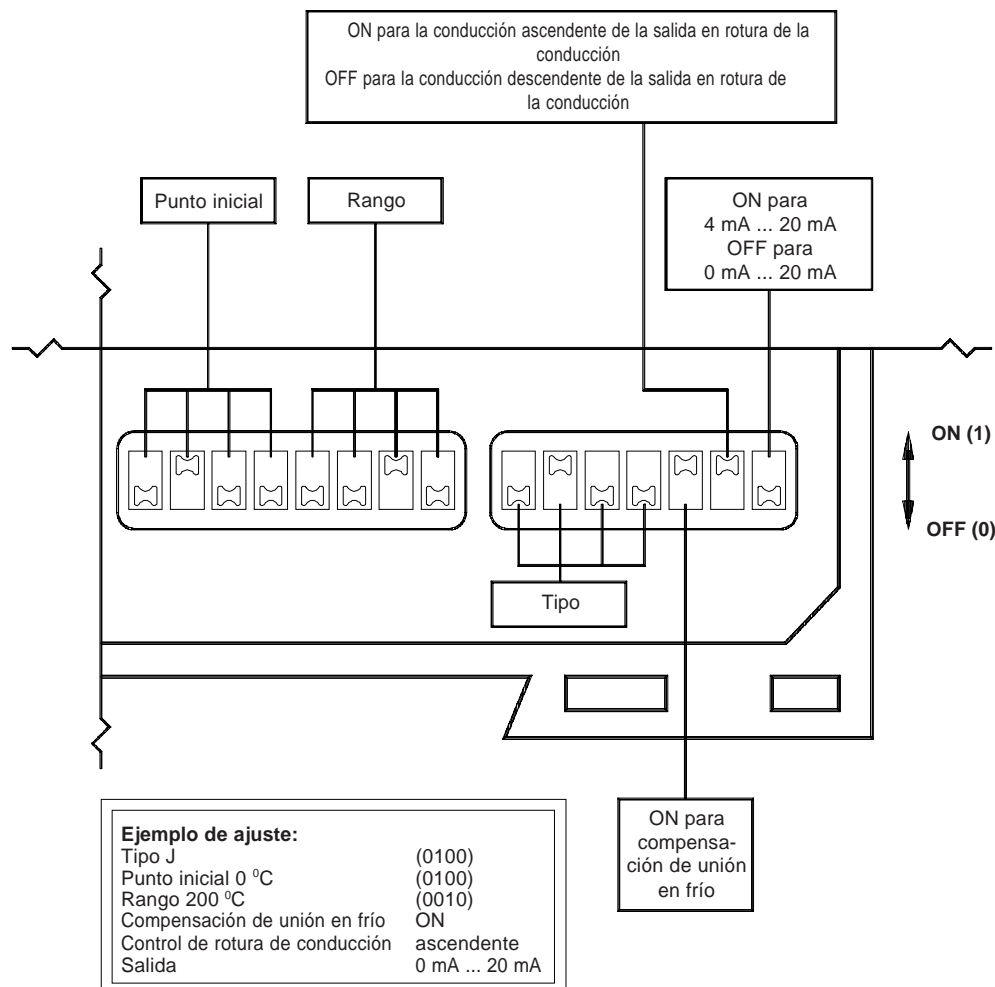 ON para la conducción ascendente de la salida en rotura de la
conducción
OFF para la conducción descendente de la salida en rotura de
la conducción
Punto inicial
Rango
ON para
4 mA ... 20 mA
OFF para
0 mA ... 20 mA
ON (1)
OFF (0)
Tipo
ON para
compensa-
ción de unión
en frío
Ejemplo de ajuste:
Tipo J (0100)
Punto inicial 0 ⁰C (0100)
Rango 200 ⁰C (0010)
Compensación de unión en frío ON
Control de rotura de conducción ascendente
Salida 0 mA ... 20 mA